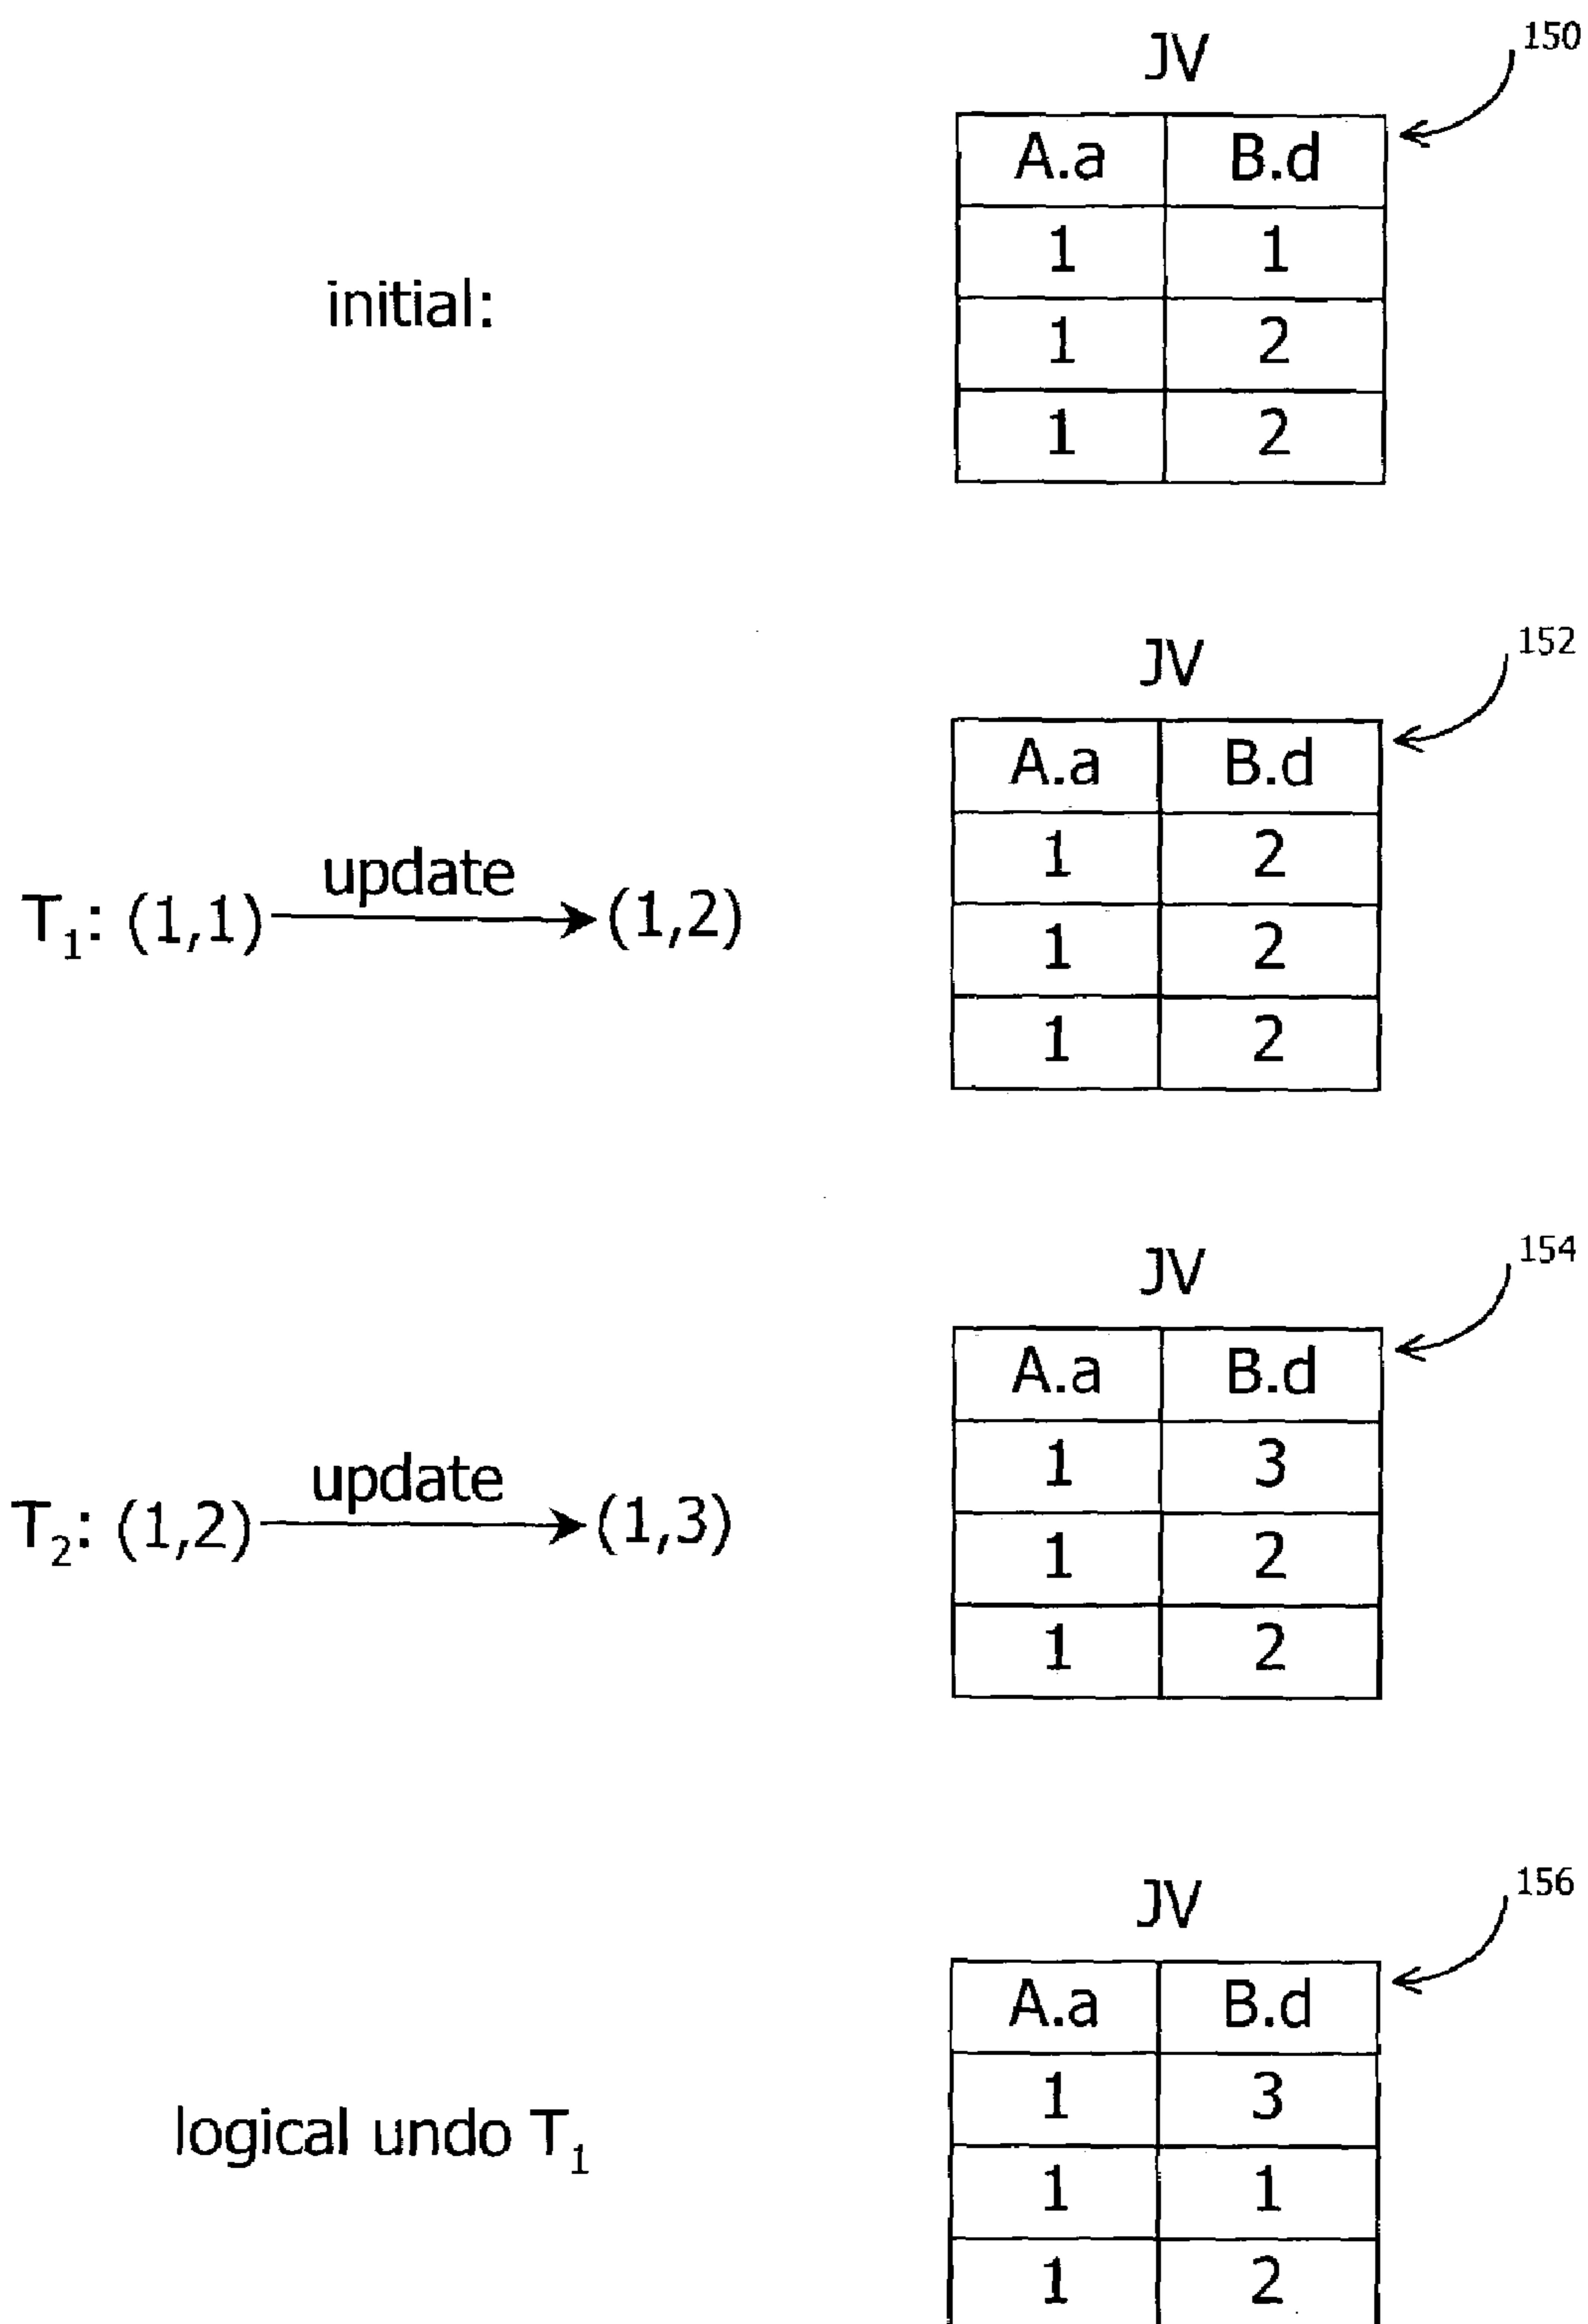 JV 150
A.a B.d
1 1
initial:
1 2
1 2
JV 152
A.a B.d
1 2
update
T₁: (1,1) (1,2)
1 2
1 2
JV 154
A.a B.d
1 3
update
T₂: (1,2) (1,3)
1 2
1 2
JV 156
A.a B.d
1 3
logical undo T₁
1 1
1 2